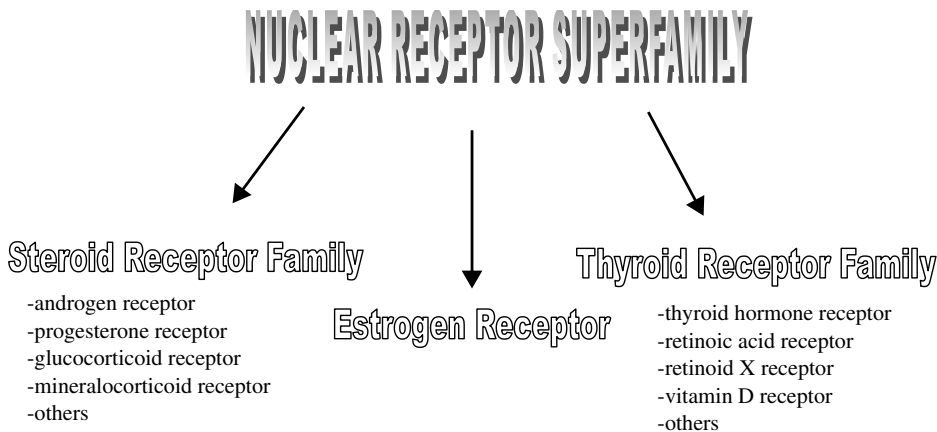 NUCLEAR RECEPTOR SUPERFAMILY
Steroid Receptor Family
-androgen receptor
-progesterone receptor
-glucocorticoid receptor
-mineralocorticoid receptor
-others
Estrogen Receptor
Thyroid Receptor Family
-thyroid hormone receptor
-retinoic acid receptor
-retinoid X receptor
-vitamin D receptor
-others